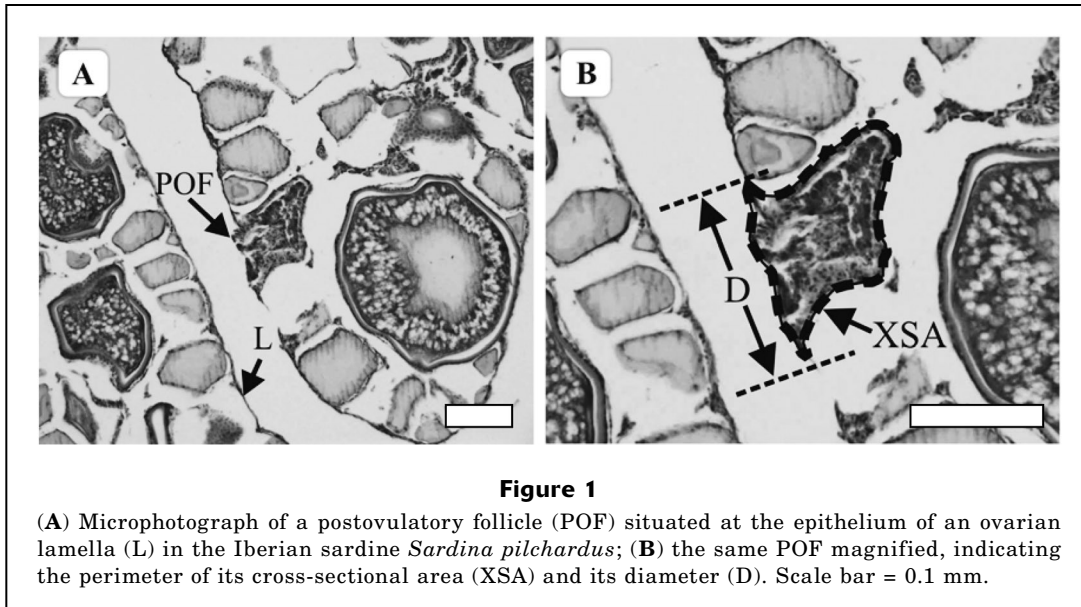 A
B
POF
L
D
XSA
Figure 1
(A) Microphotograph of a postovulatory follicle (POF) situated at the epithelium of an ovarian
lamella (L) in the Iberian sardine Sardina pilchardus; (B) the same POF magnified, indicating
the perimeter of its cross-sectional area (XSA) and its diameter (D). Scale bar = 0.1 mm.